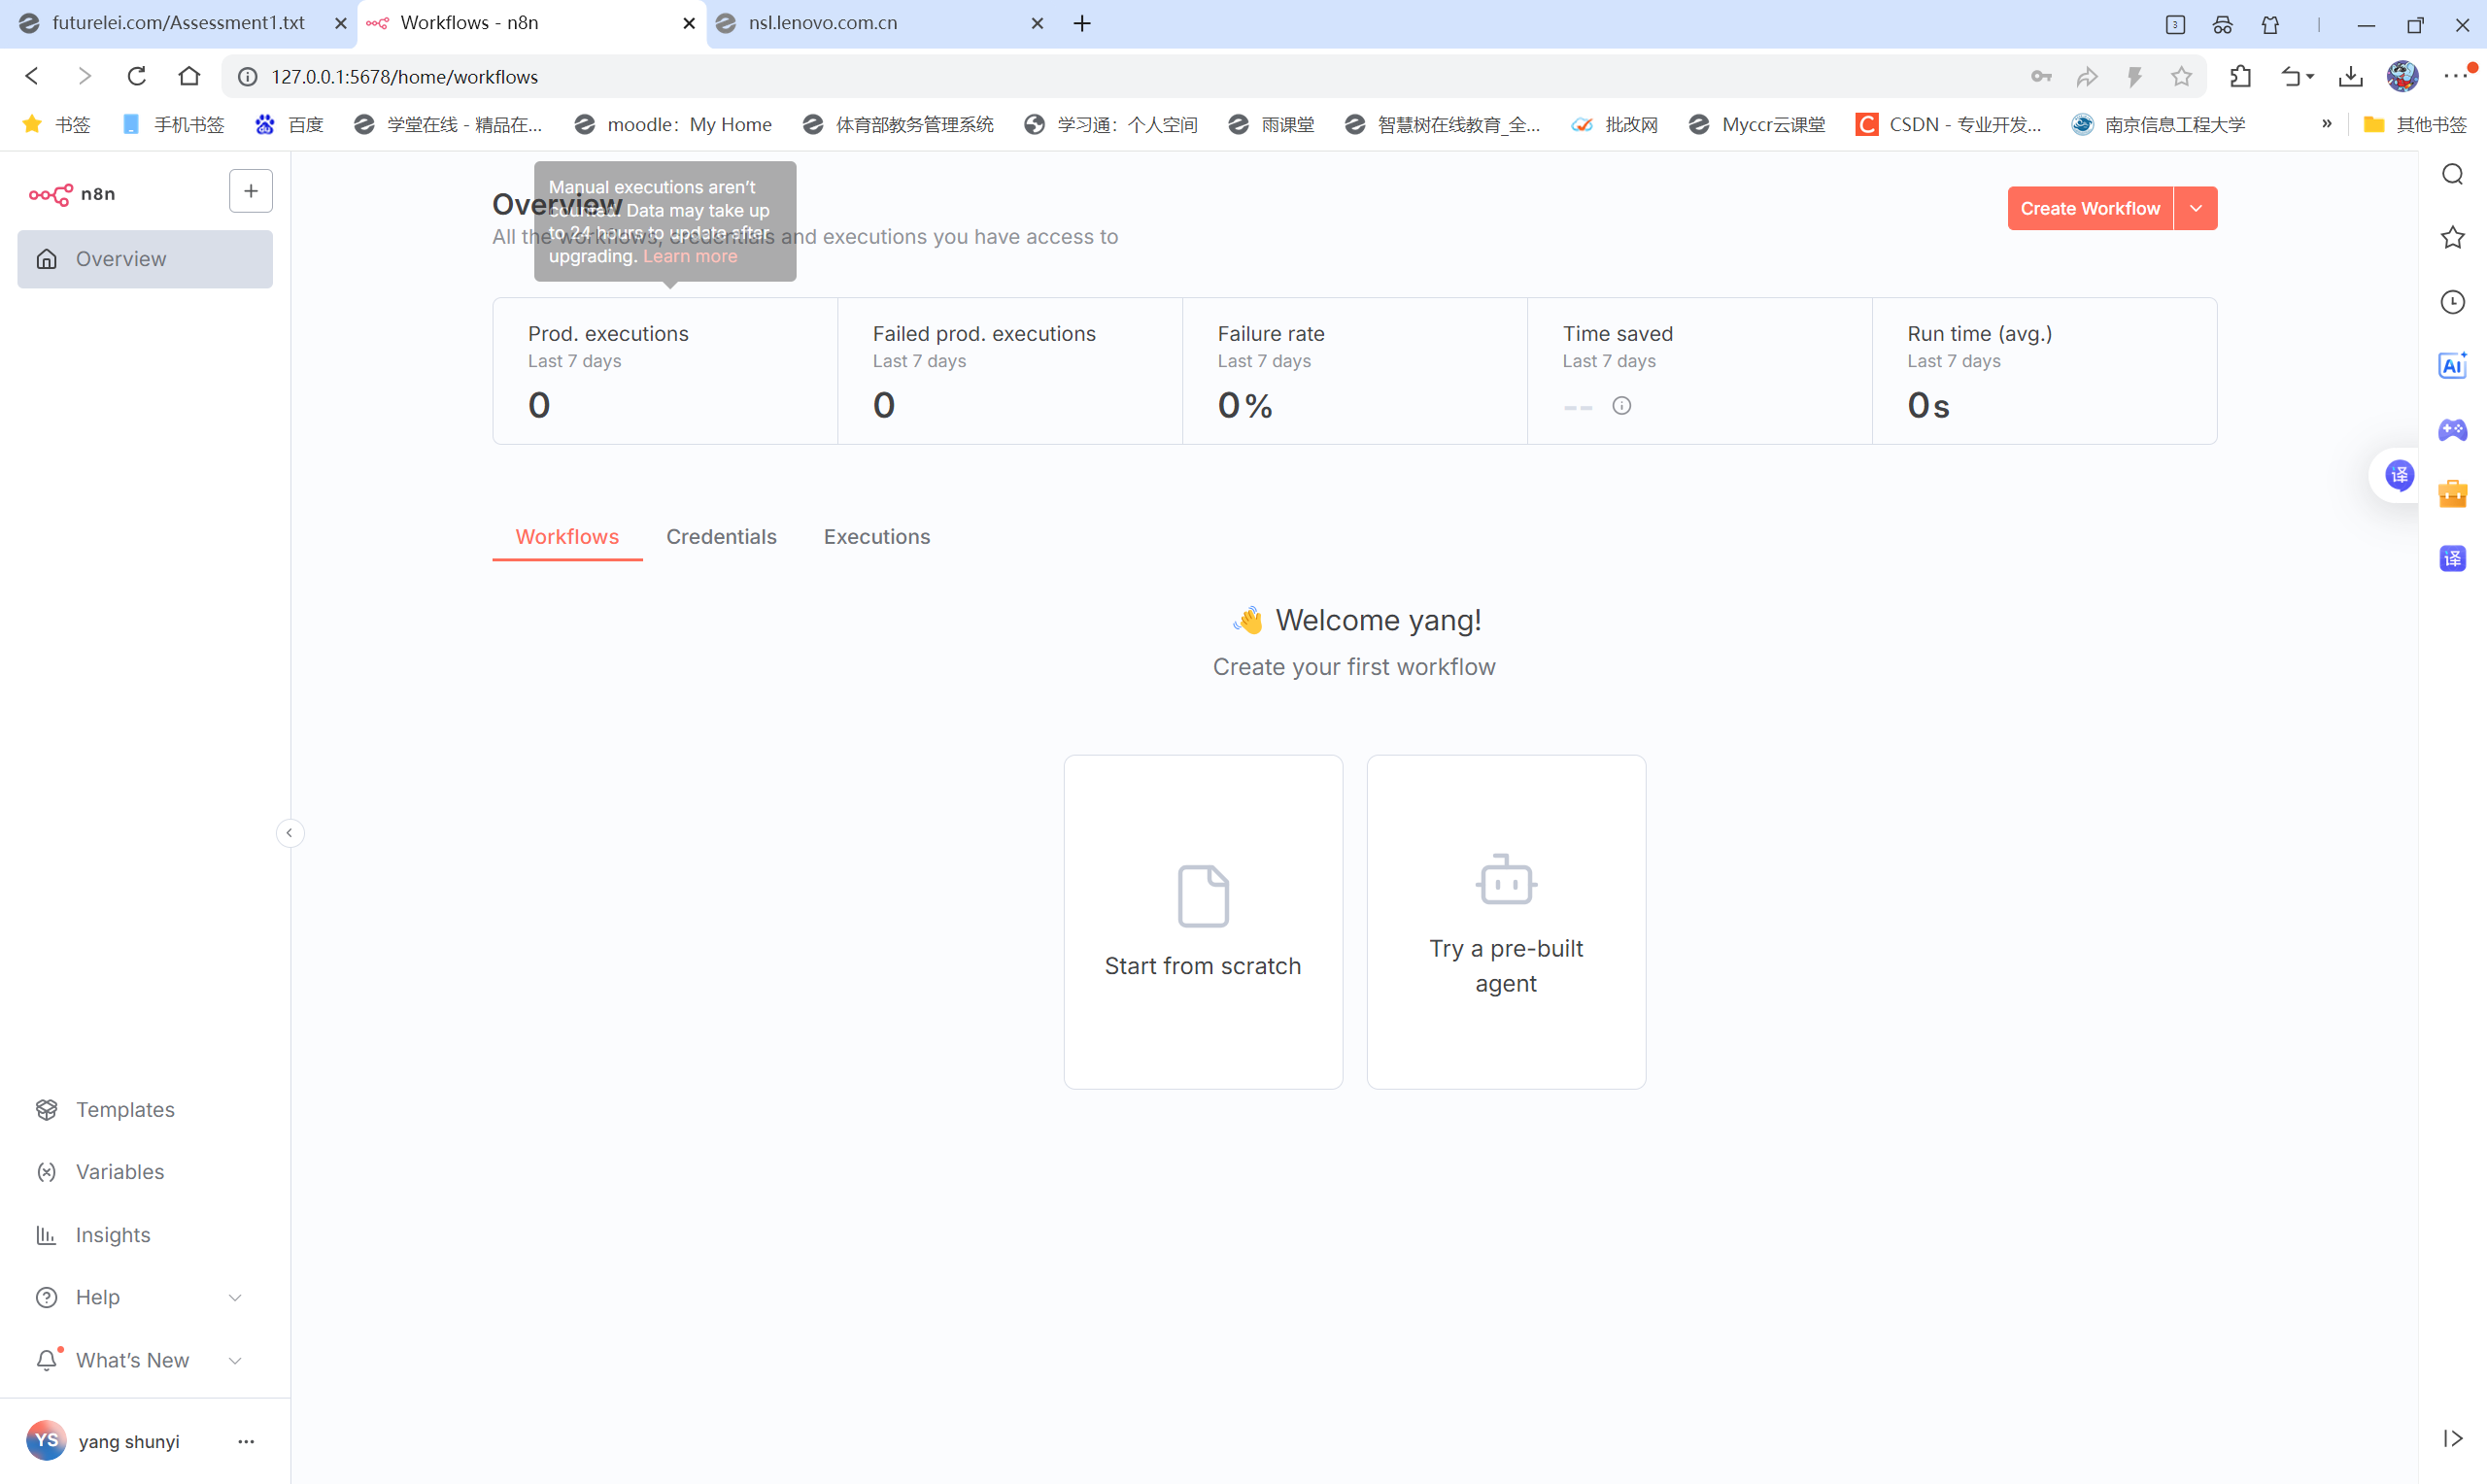 futurelei.com/Assessment1.txt
Workflows - n8n
nsl.lenovo.com.cn
3
127.0.0.1:5678/home/workflows
书签
手机书签
百度
学堂在线 - 精品在...
moodle：My Home
体育部教务管理系统
学习通：个人空间
雨课堂
智慧树在线教育_全...
批改网
Myccr云课堂
C
CSDN - 专业开发...
南京信息工程大学
»
其他书签
n8n
Overview
Overview
All the workflows, credentials and executions you have access to
Manual executions aren't
counted. Data may take up
to 24 hours to update after
upgrading. Learn more
Create Workflow
Prod. executions
Last 7 days
0
Failed prod. executions
Last 7 days
0
Failure rate
Last 7 days
0%
Time saved
Last 7 days
--
Run time (avg.)
Last 7 days
0s
Workflows
Credentials
Executions
👋 Welcome yang!
Create your first workflow
Start from scratch
Try a pre-built
agent
Templates
Variables
Insights
Help
What's New
YS
yang shunyi
Ai
译
译